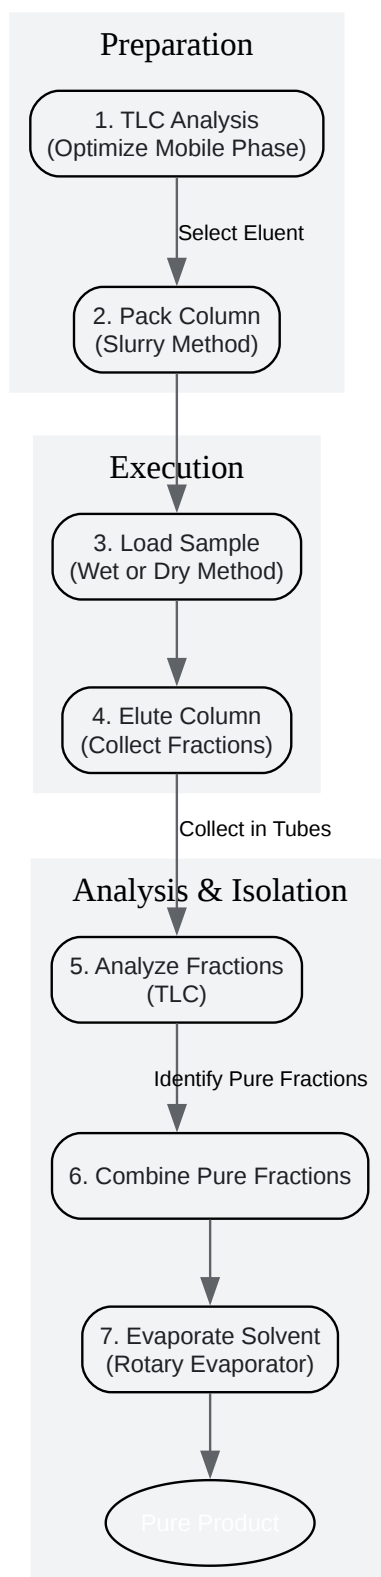 Preparation
1. TLC Analysis
(Optimize Mobile Phase)
Select Eluent
2. Pack Column
(Slurry Method)
Execution
3. Load Sample
(Wet or Dry Method)
4. Elute Column
(Collect Fractions)
Collect in Tubes
Analysis & Isolation
5. Analyze Fractions
(TLC)
Identify Pure Fractions
6. Combine Pure Fractions
7. Evaporate Solvent
(Rotary Evaporator)
Pure Product